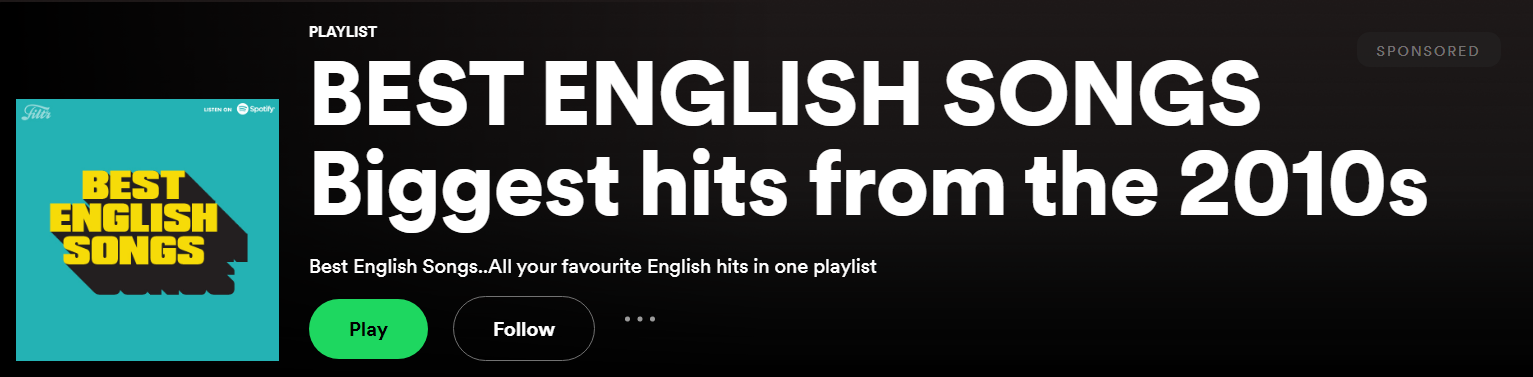 PLAYLIST
BEST ENGLISH SONGS
Biggest hits from the 2010s
SPONSORED
Filtr
LISTEN ON Spotify
BEST
ENGLISH
SONGS
Best English Songs..All your favourite English hits in one playlist
Play
Follow